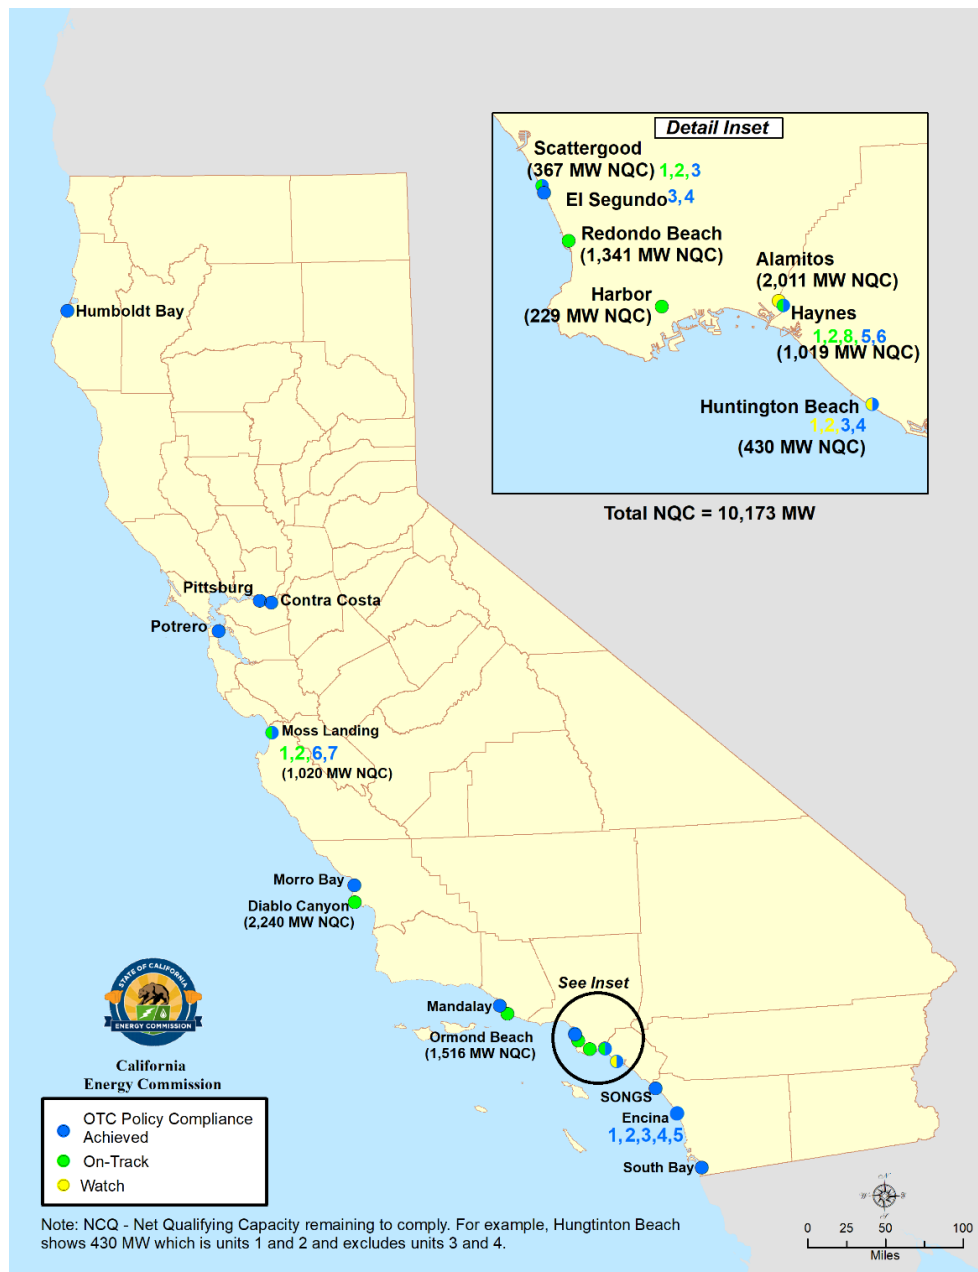 Detail Inset
Scattergood
(367 MW NQC) 1,2,3
El Segundo 3,4
Redondo Beach
(1,341 MW NQC)
Alamitos
(2,011 MW NQC)
Harbor
(229 MW NQC)
Haynes
1,2,8,5,6
(1,019 MW NQC)
Huntington Beach
1,2,3,4
(430 MW NQC)
Total NQC = 10,173 MW
Humboldt Bay
Pittsburg
Contra Costa
Potrero
Moss Landing
1,2,6,7
(1,020 MW NQC)
Morro Bay
Diablo Canyon
(2,240 MW NQC)
See Inset
Mandalay
Ormond Beach
(1,516 MW NQC)
SONGS
Encina
1,2,3,4,5
South Bay
STATE OF CALIFORNIA
ENERGY COMMISSION
California
Energy Commission
OTC Policy Compliance
Achieved
On-Track
Watch
N
W E
S
0 25 50 100
Miles
Note: NCQ - Net Qualifying Capacity remaining to comply. For example, Hungtinton Beach
shows 430 MW which is units 1 and 2 and excludes units 3 and 4.